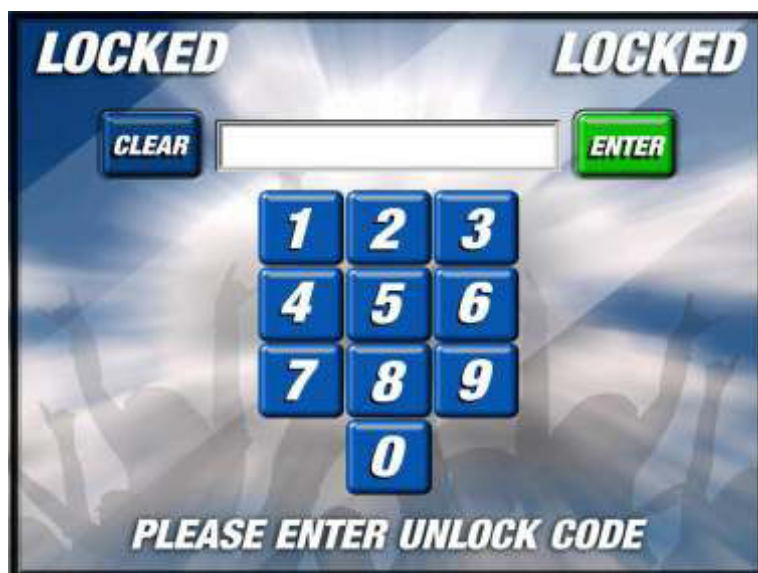 LOCKED LOCKED
CLEAR ENTER
1 2 3
4 5 6
7 8 9
0
PLEASE ENTER UNLOCK CODE